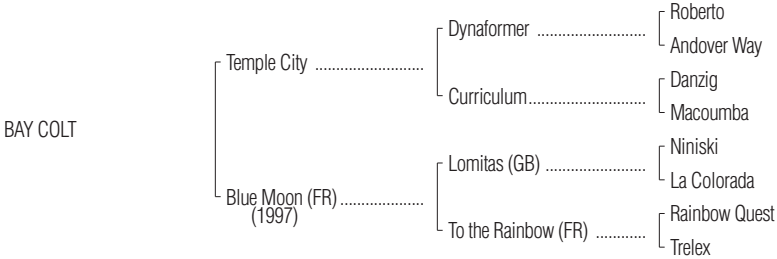 Roberto
Dynaformer ..........................
Andover Way
Temple City ..........................
Danzig
Curriculum............................
Macoumba
BAY COLT
Niniski
Lomitas (GB) ........................
La Colorada
Blue Moon (FR) ....................
(1997)
Rainbow Quest
To the Rainbow (FR) ............
Trelex